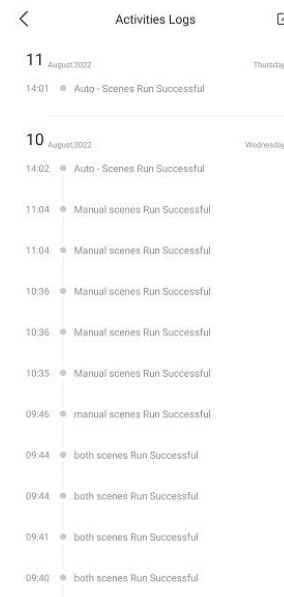 Activities Logs
11 August,2022 Thursday
14:01 Auto - Scenes Run Successful
10 August,2022 Wednesday
14:02 Auto - Scenes Run Successful
11:04 Manual scenes Run Successful
11:04 Manual scenes Run Successful
10:36 Manual scenes Run Successful
10:36 Manual scenes Run Successful
10:35 Manual scenes Run Successful
09:46 manual scenes Run Successful
09:44 both scenes Run Successful
09:44 both scenes Run Successful
09:41 both scenes Run Successful
09:40 both scenes Run Successful